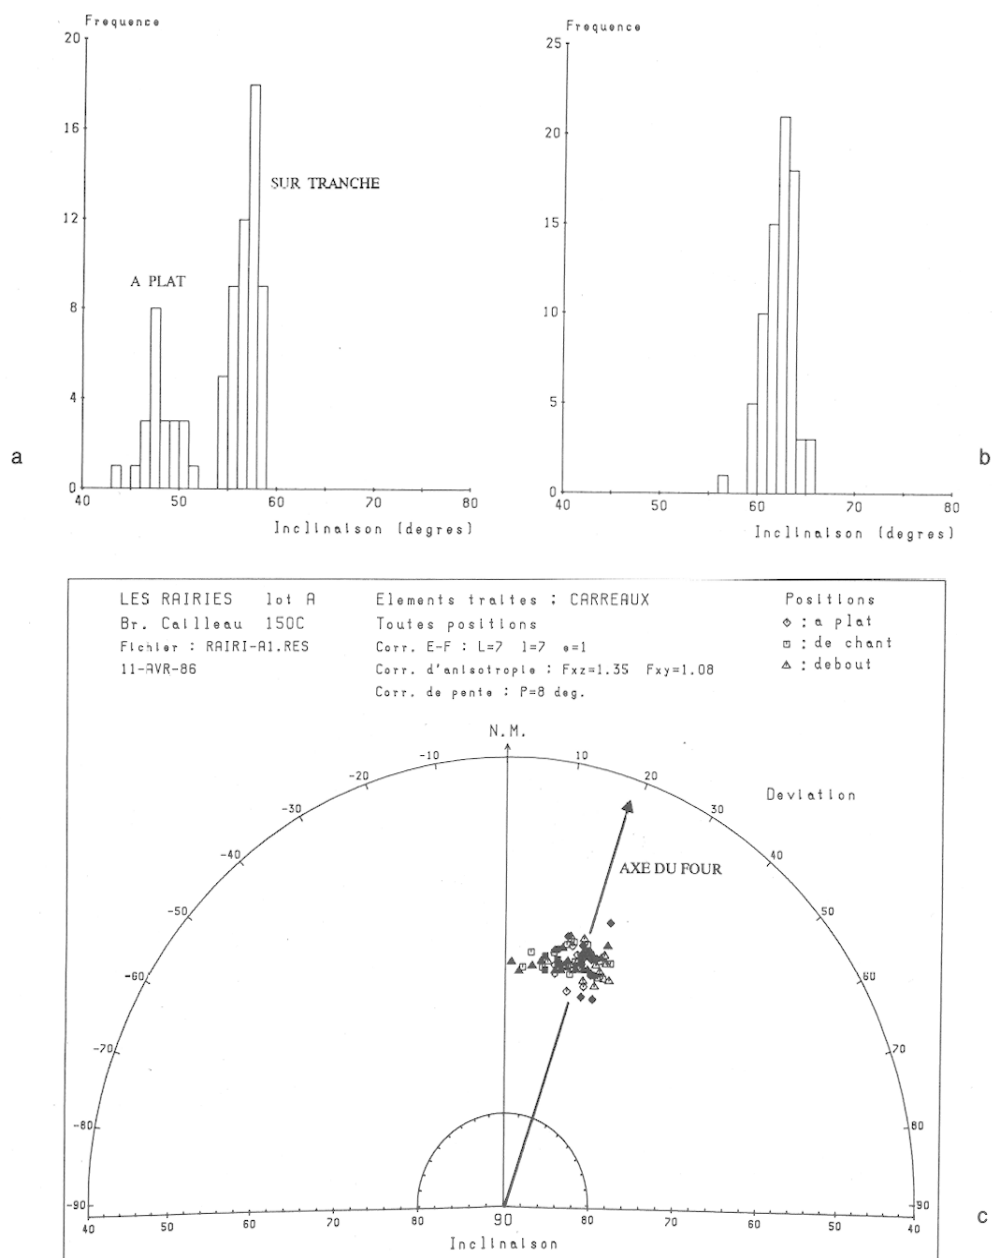 Frequence
20
16
12
8
4
0
40 50 60 70 80
Inclinaison (degres)
A PLAT
SUR TRANCHE
a
Frequence
25
20
15
10
5
0
40 50 60 70 80
Inclinaison (degres)
b
LES RAIRIES lot A
Br. Cailleau 150C
Fichier : RAIRI-A1.RES
11-AVR-86
Elements traites : CARREAUX
Toutes positions
Corr. E-F : L=7 l=7 e=1
Corr. d'anisotropie : Fxz=1.35 Fxy=1.08
Corr. de pente : P=8 deg.
Positions
: a plat
: de chant
: debout
N.M.
-10 10
-20 20
-30 30
Deviation
-40 40
AXE DU FOUR
-50 50
-60 60
-70 70
-80 80
-90 90
40 50 60 70 80 90 80 70 60 50 40
Inclinaison
c